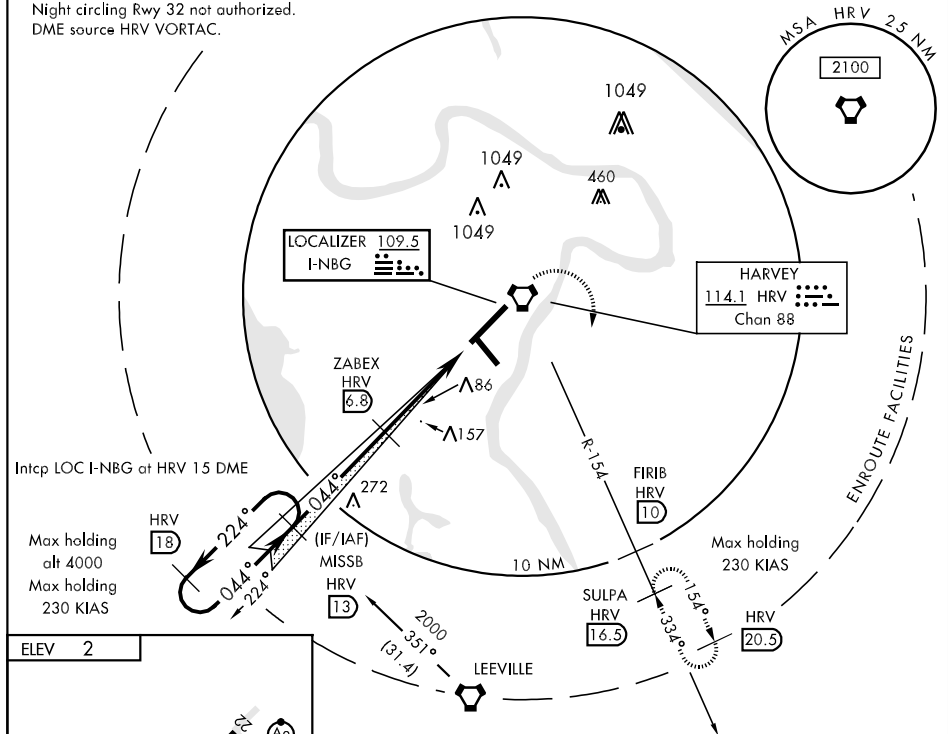 Night circling Rwy 32 not authorized.
DME source HRV VORTAC.
MSA HRV 25 NM
2100
1049
1049
460
1049
LOCALIZER 109.5
I-NBG
HARVEY
114.1 HRV
Chan 88
ZABEX
HRV
6.8
86
157
ENROUTE FACILITIES
R-154
Intcp LOC I-NBG at HRV 15 DME
272
044°
FIRIB
HRV
10
HRV
18
224°
(IF/IAF)
MISSB
HRV
13
10 NM
Max holding
alt 4000
Max holding
230 KIAS
044°
224°
Max holding
230 KIAS
SULPA
HRV
16.5
154°
334°
HRV
20.5
2000
351°
(31.4)
LEEVILLE
ELEV 2
22